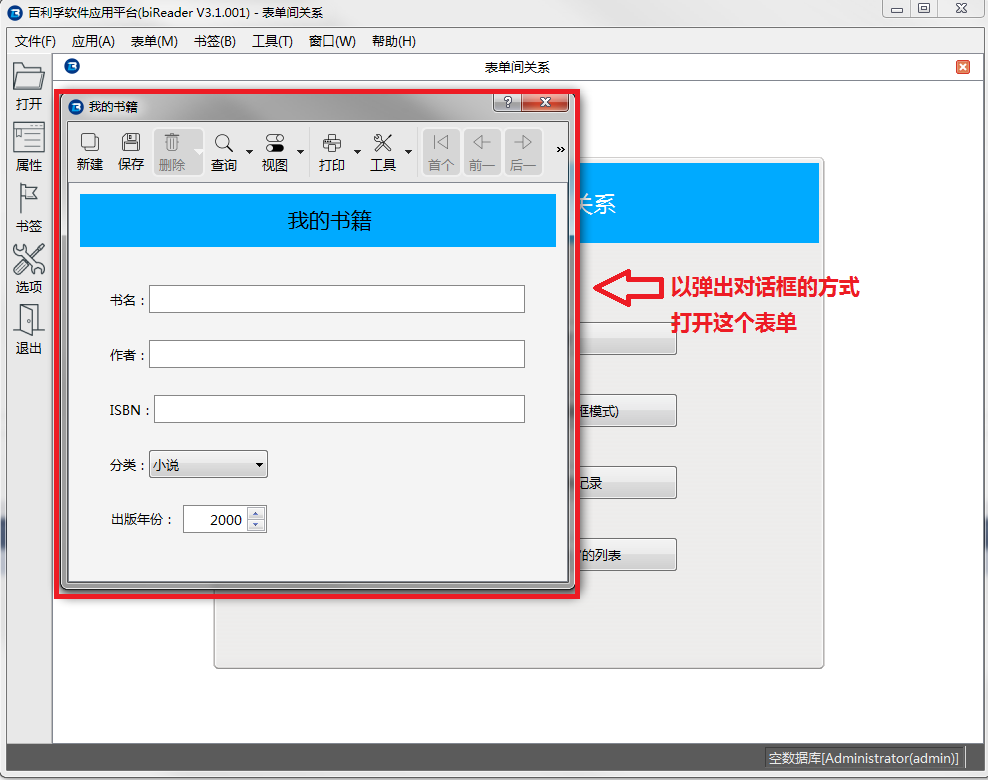 百利孚软件应用平台(biReader V3.1.001) - 表单间关系
文件(F) 应用(A) 表单(M) 书签(B) 工具(T) 窗口(W) 帮助(H)
表单间关系
打开
属性
书签
选项
退出
我的书籍
新建 保存 删除 查询 视图 打印 工具 首个 前一 后一 »
我的书籍
书名：
作者：
ISBN：
分类： 小说
出版年份： 2000
关系
以弹出对话框的方式
打开这个表单
框模式)
记录
的列表
空数据库[Administrator(admin)]